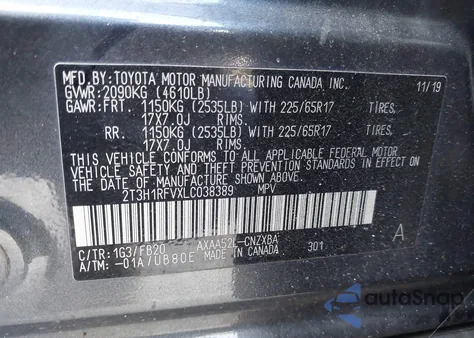 MFD.BY:TOYOTA MOTOR MANUFACTURING CANADA, INC. 11/19
GVWR:2090KG (4610LB)
GAWR:FRT. 1150KG (2535LB) WITH 225/65R17 TIRES,
17X7.0J RIMS.
RR. 1150KG (2535LB) WITH 225/65R17 TIRES,
17X7.0J RIMS.
THIS VEHICLE CONFORMS TO ALL APPLICABLE FEDERAL MOTOR
VEHICLE SAFETY AND THEFT PREVENTION STANDARDS IN EFFECT ON
THE DATE OF MANUFACTURE SHOWN ABOVE.
2T3H1RFVXLC038389 MPV
C/TR:1G3/FB20 AXAA52L-CNZXBA 301 A
A/TM: -01A/UB80E MADE IN CANADA
autoSnap